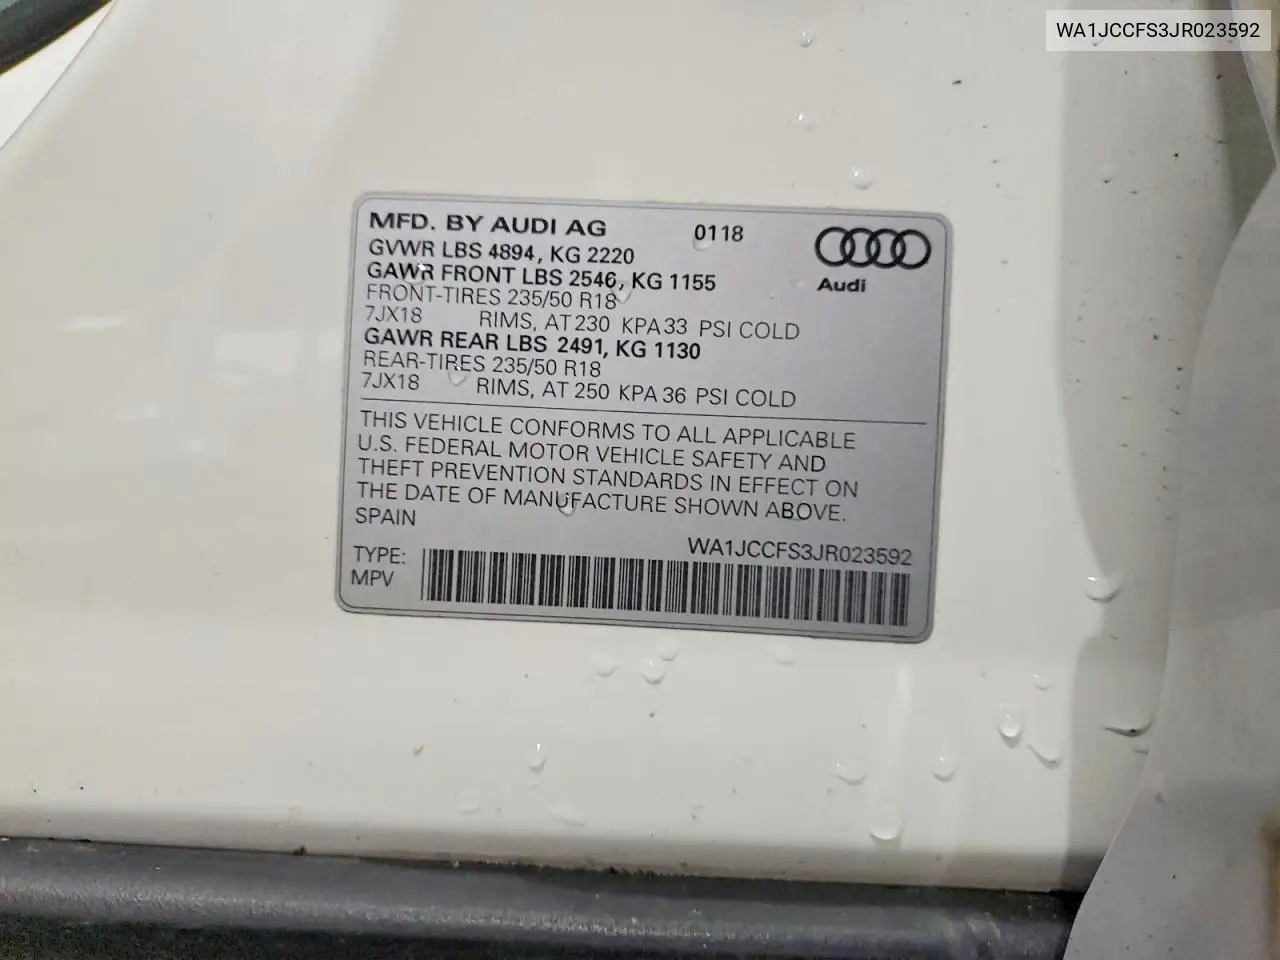 WA1JCCFS3JR023592
MFD. BY AUDI AG 0118
GVWR LBS 4894, KG 2220
GAWR FRONT LBS 2546, KG 1155
Audi
FRONT-TIRES 235/50 R18
7JX18 RIMS, AT 230 KPA 33 PSI COLD
GAWR REAR LBS 2491, KG 1130
REAR-TIRES 235/50 R18
7JX18 RIMS, AT 250 KPA 36 PSI COLD
THIS VEHICLE CONFORMS TO ALL APPLICABLE
U.S. FEDERAL MOTOR VEHICLE SAFETY AND
THEFT PREVENTION STANDARDS IN EFFECT ON
THE DATE OF MANUFACTURE SHOWN ABOVE.
SPAIN
WA1JCCFS3JR023592
TYPE:
MPV